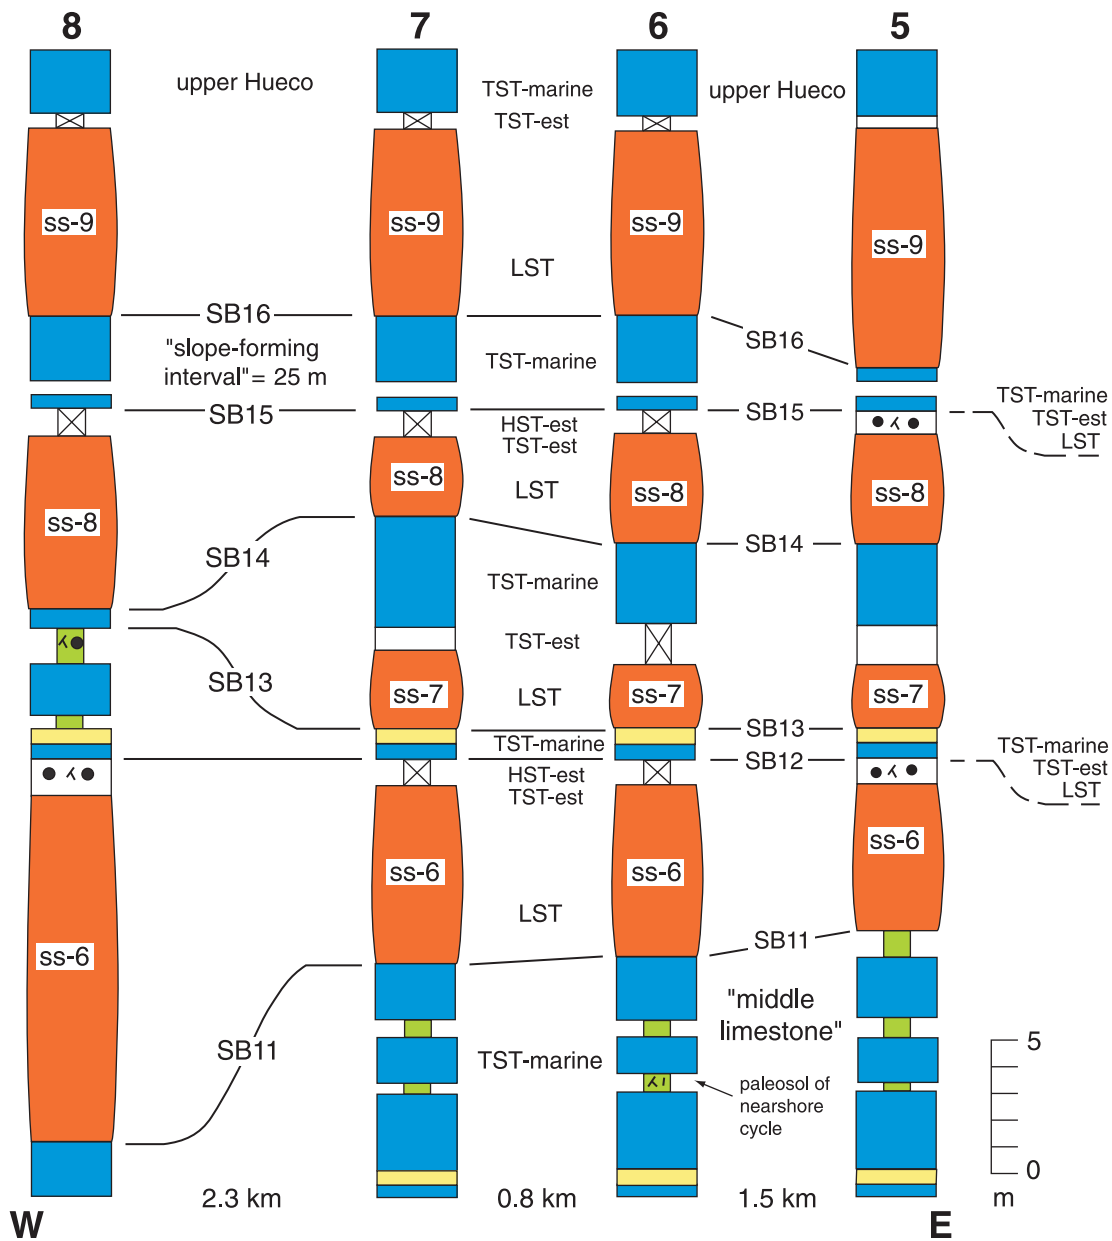 8 7 6 5
upper Hueco TST-marine upper Hueco
TST-est
ss-9 ss-9 ss-9 ss-9
LST
SB16 SB16
"slope-forming
interval" = 25 m
TST-marine
SB15 SB15
HST-est
TST-est
TST-marine
TST-est
LST
ss-8 ss-8 ss-8 ss-8
LST
SB14 SB14
TST-marine
TST-est
SB13
ss-7 ss-7 ss-7
LST
SB13
TST-marine
SB12
HST-est
TST-est
TST-marine
TST-est
LST
ss-6 ss-6 ss-6 ss-6
LST
SB11
SB11
"middle
limestone"
TST-marine
paleosol of
nearshore
cycle
5
0
m
2.3 km 0.8 km 1.5 km
W E